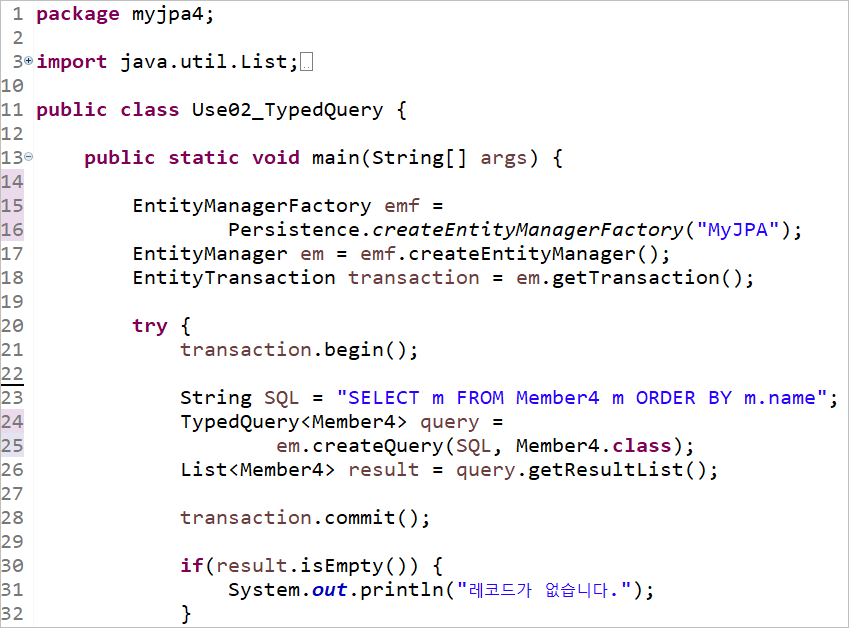 1 package myjpa4;
2
3 import java.util.List;
10
11 public class Use02_TypedQuery {
12
13     public static void main(String[] args) {
14
15         EntityManagerFactory emf =
16                 Persistence.createEntityManagerFactory("MyJPA");
17         EntityManager em = emf.createEntityManager();
18         EntityTransaction transaction = em.getTransaction();
19
20         try {
21             transaction.begin();
22
23             String SQL = "SELECT m FROM Member4 m ORDER BY m.name";
24             TypedQuery<Member4> query =
25                     em.createQuery(SQL, Member4.class);
26             List<Member4> result = query.getResultList();
27
28             transaction.commit();
29
30             if(result.isEmpty()) {
31                 System.out.println("레코드가 없습니다.");
32             }